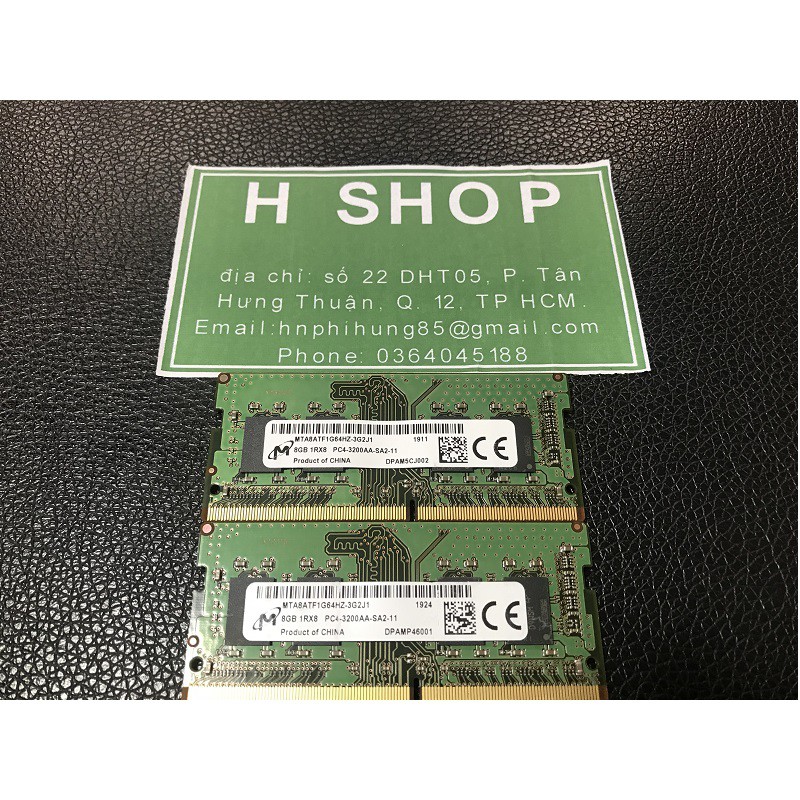 H SHOP
địa chỉ: số 22 DHT05, P. Tân
Hưng Thuận, Q. 12, TP HCM.
Email:hnphihung85@gmail.com
Phone: 0364045188
MTA8ATF1G64HZ-3G2J1 1911
8GB 1RX8 PC4-3200AA-SA2-11
Product of CHINA DPAM5CJ002
CE
MTA8ATF1G64HZ-3G2J1 1924
8GB 1RX8 PC4-3200AA-SA2-11
Product of CHINA DPAMP46001
CE